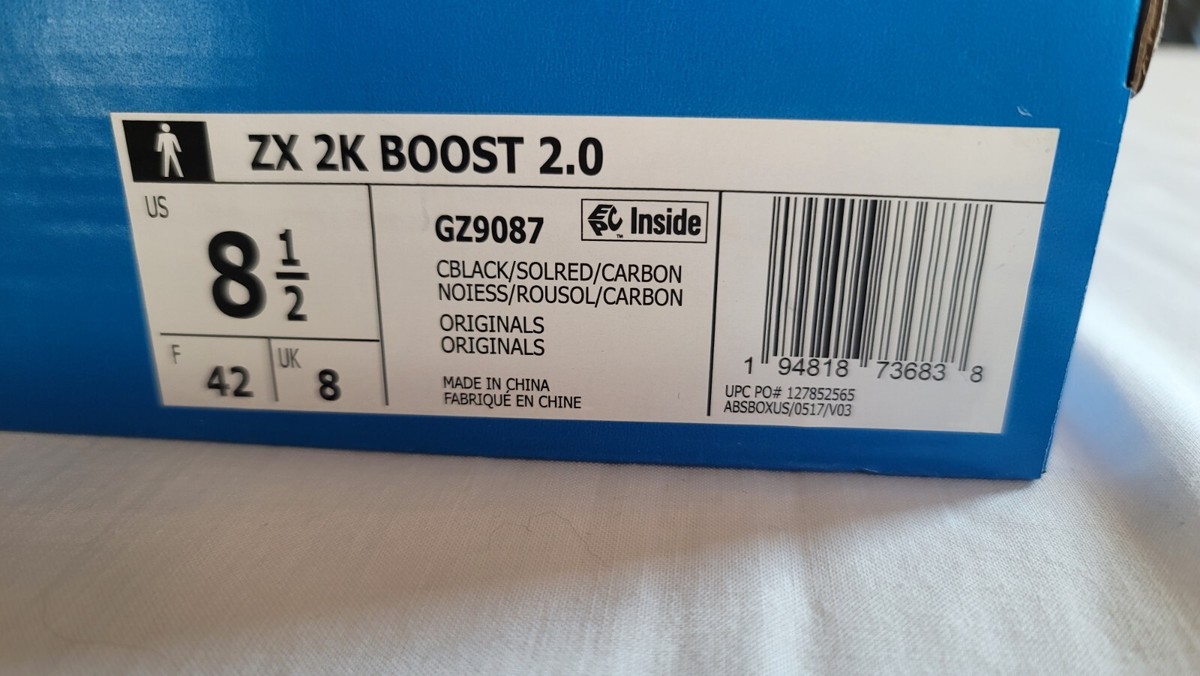 ZX 2K BOOST 2.0
US
8 1/2
F 42
UK 8
GZ9087
EPC™ Inside
CBLACK/SOLRED/CARBON
NOIESS/ROUSOL/CARBON
ORIGINALS
ORIGINALS
MADE IN CHINA
FABRIQUÉ EN CHINE
1 94818 73683 8
UPC PO# 127852565
ABSBOXUS/0517/V03